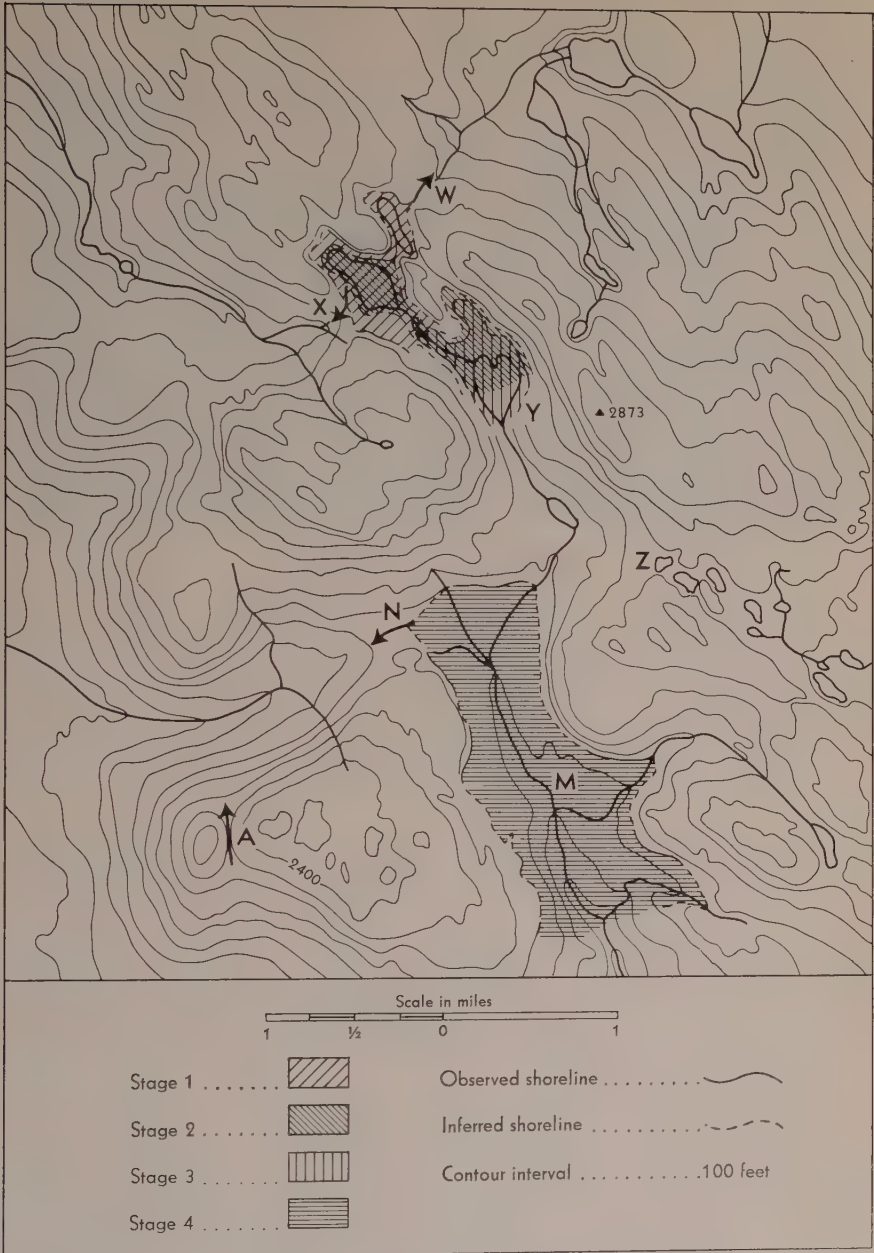 W
X
Y
2873
Z
N
M
A
2400
Scale in miles
1 ½ 0 1
Stage 1 .......
Stage 2 .......
Stage 3 .......
Stage 4 .......
Observed shoreline ........
Inferred shoreline ..........
Contour interval ..........100 feet